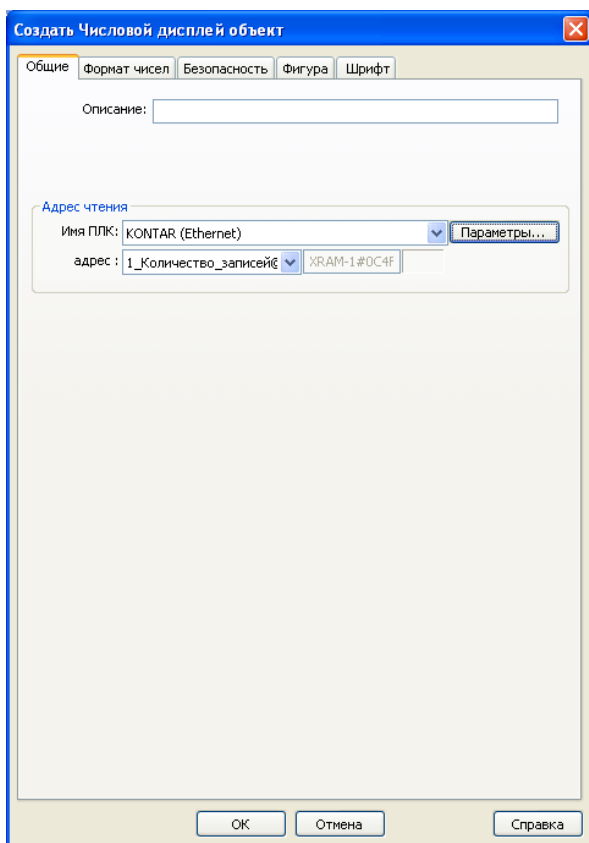 Создать Числовой дисплей объект
Общие Формат чисел Безопасность Фигура Шрифт
Описание:
Адрес чтения
Имя ПЛК: KONTAR (Ethernet) Параметры...
адрес : 1_Количество_записей@ XRAM-1#0C4F
ОК Отмена Справка